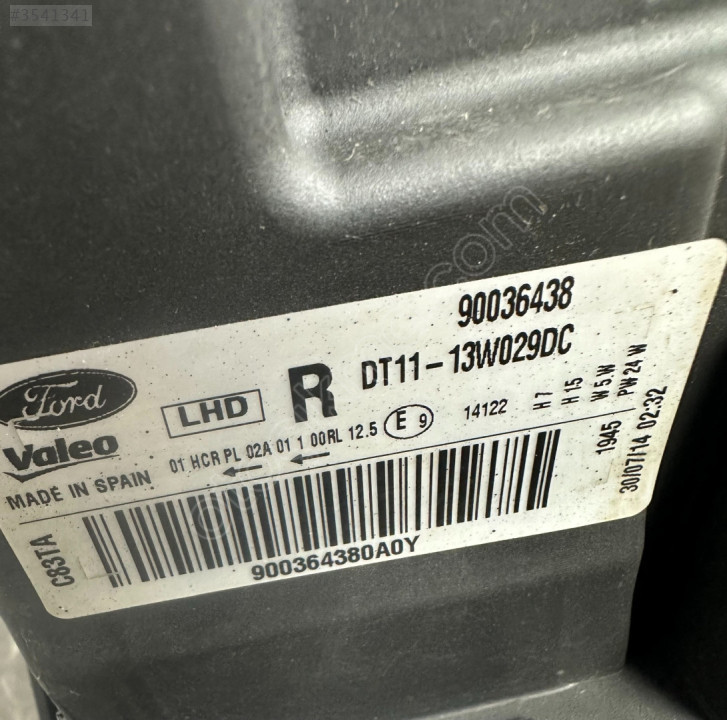 #3541341
90036438
Ford
LHD
R
DT11-13W029DC
Valeo
01 HCR PL 02A 01 1 00RL 12.5
E 9
14122
H7
H15
W5W
PW24W
MADE IN SPAIN
1945
30/07/14 02:32
C83TA
900364380A0Y